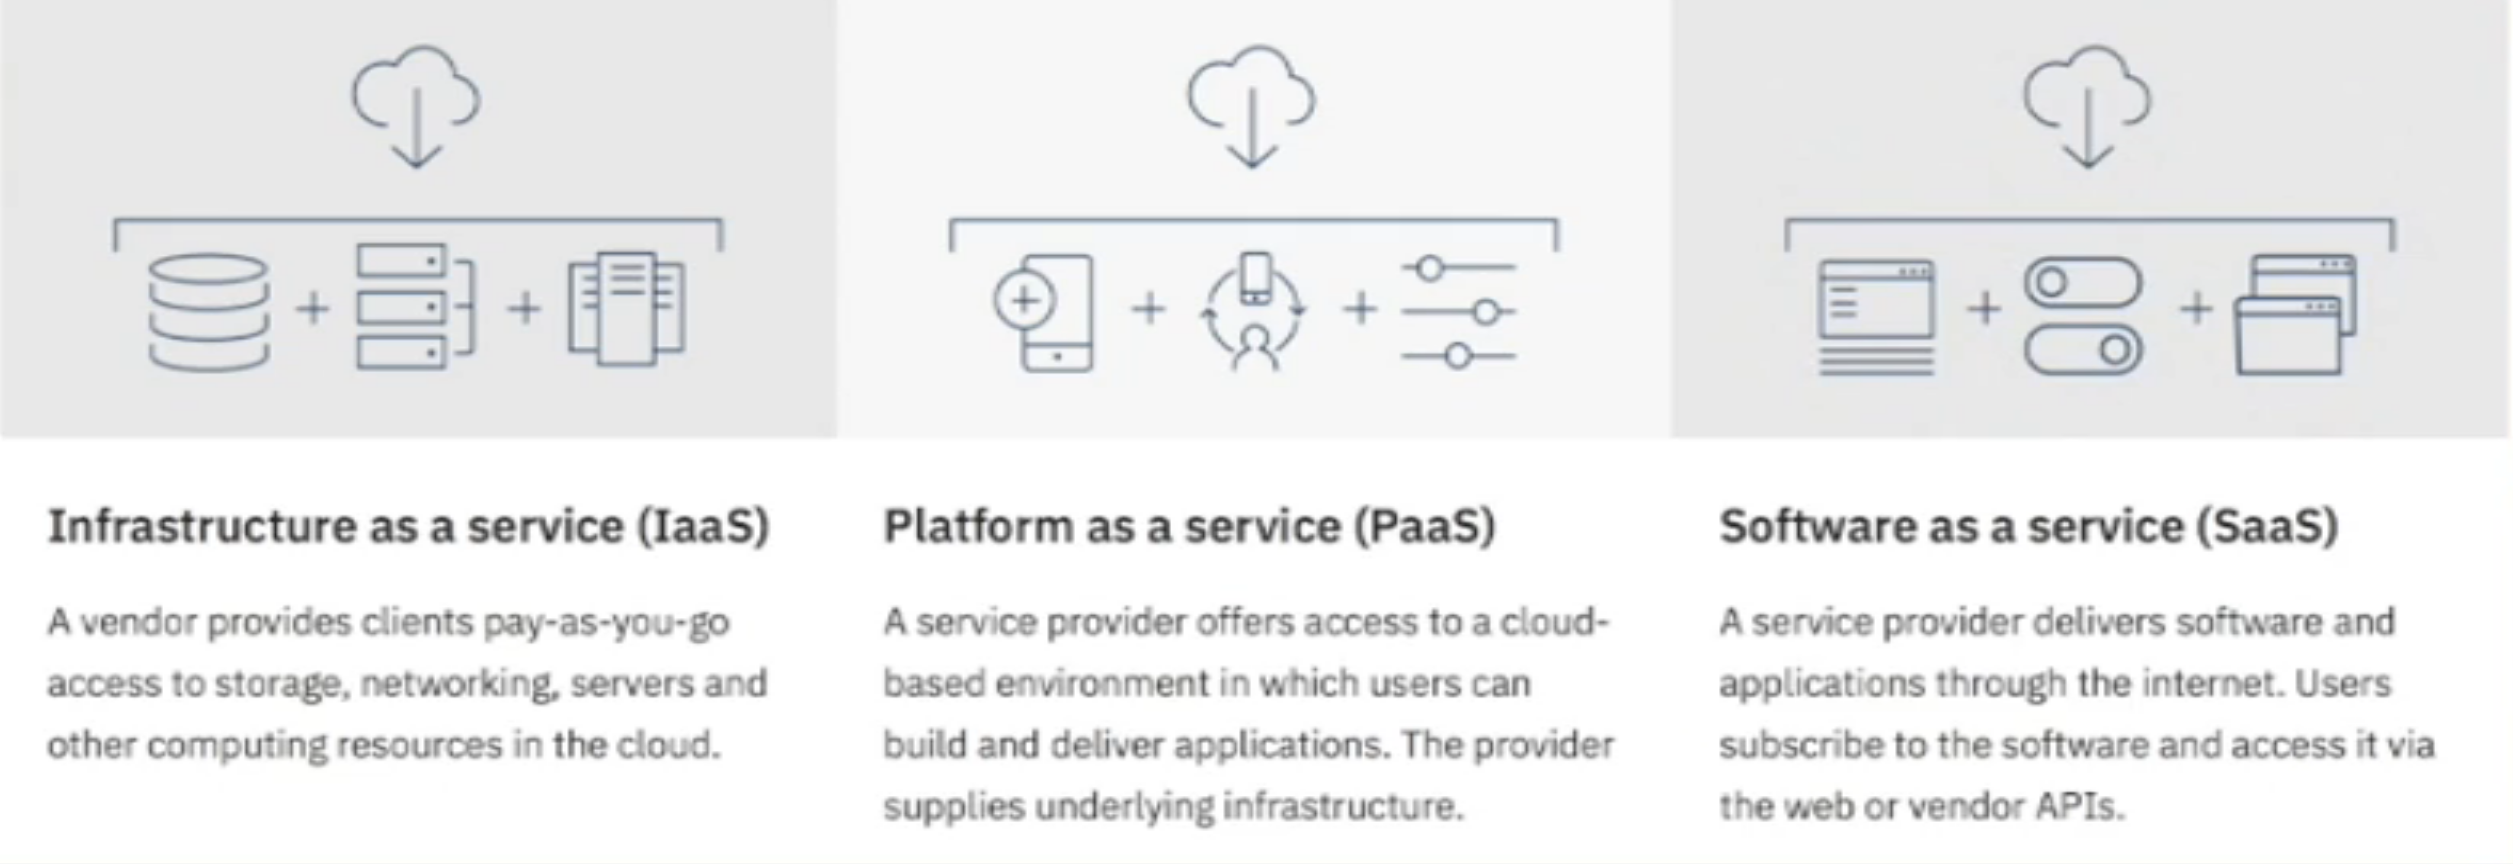 Infrastructure as a service (IaaS)
A vendor provides clients pay-as-you-go
access to storage, networking, servers and
other computing resources in the cloud.
Platform as a service (PaaS)
A service provider offers access to a cloud-
based environment in which users can
build and deliver applications. The provider
supplies underlying infrastructure.
Software as a service (SaaS)
A service provider delivers software and
applications through the internet. Users
subscribe to the software and access it via
the web or vendor APIs.